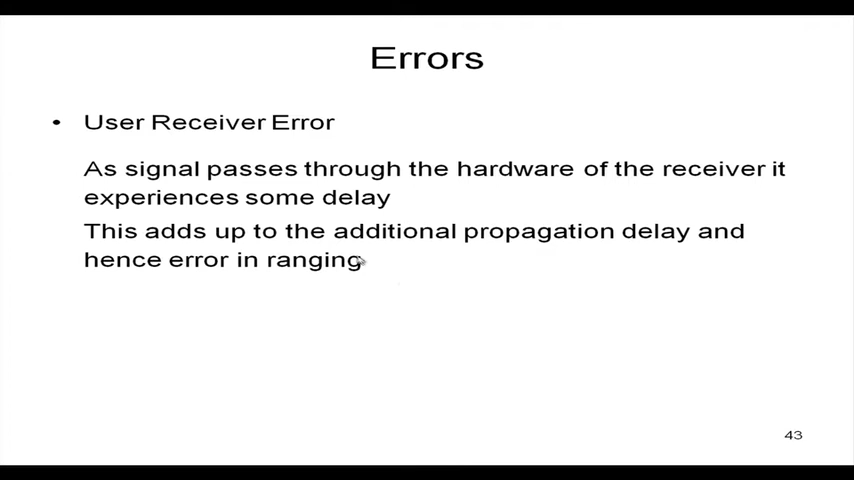 Errors
• User Receiver Error
As signal passes through the hardware of the receiver it
experiences some delay
This adds up to the additional propagation delay and
hence error in ranging
43